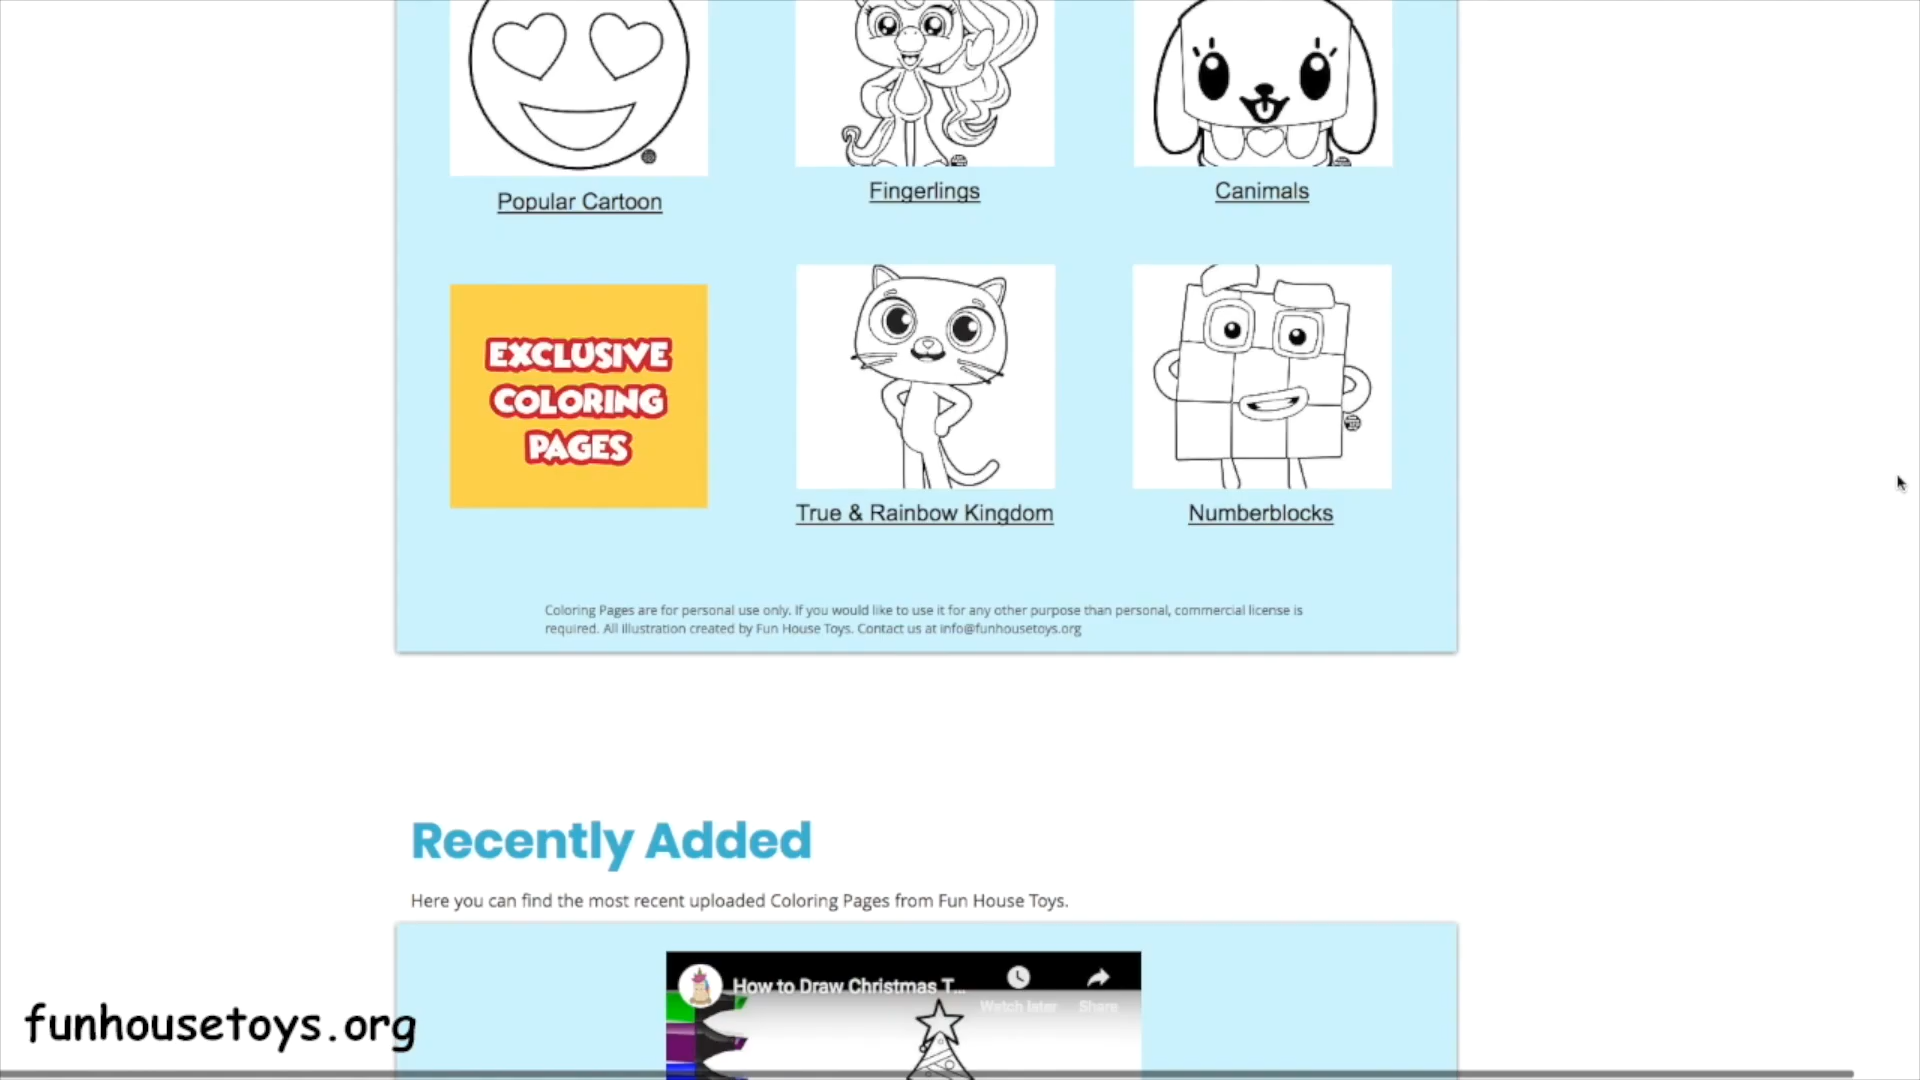 Popular Cartoon
Fingerlings
Canimals
EXCLUSIVE
COLORING
PAGES
True & Rainbow Kingdom
Numberblocks
Coloring Pages are for personal use only. If you would like to use it for any other purpose than personal, commercial license is
required. All illustration created by Fun House Toys. Contact us at info@funhousetoys.org
Recently Added
Here you can find the most recent uploaded Coloring Pages from Fun House Toys.
How to Draw Christmas T...
Watch later
Share
funhousetoys.org